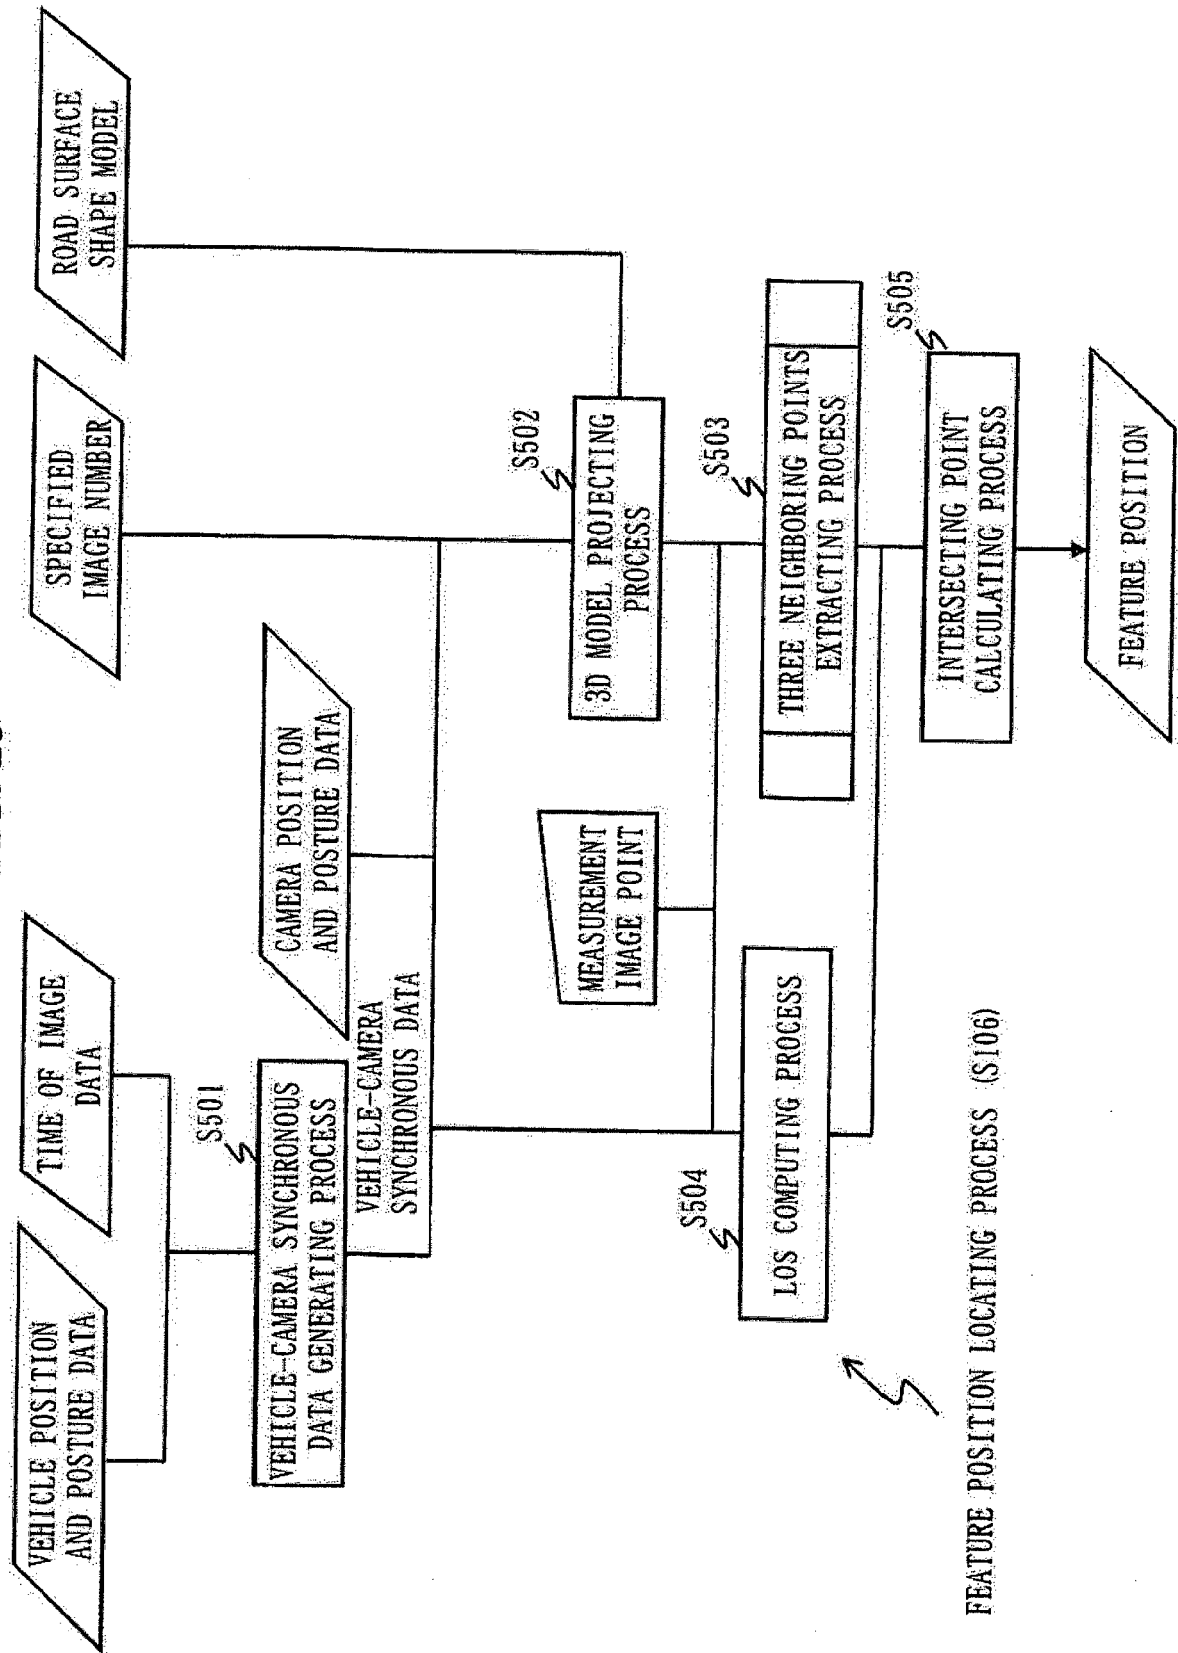 VEHICLE POSITION
AND POSTURE DATA
TIME OF IMAGE
DATA
SPECIFIED
IMAGE NUMBER
ROAD SURFACE
SHAPE MODEL
S501
VEHICLE-CAMERA SYNCHRONOUS
DATA GENERATING PROCESS
CAMERA POSITION
AND POSTURE DATA
VEHICLE-CAMERA
SYNCHRONOUS DATA
S502
3D MODEL PROJECTING
PROCESS
MEASUREMENT
IMAGE POINT
S503
THREE NEIGHBORING POINTS
EXTRACTING PROCESS
S504
LOS COMPUTING PROCESS
S505
INTERSECTING POINT
CALCULATING PROCESS
FEATURE POSITION
FEATURE POSITION LOCATING PROCESS (S106)